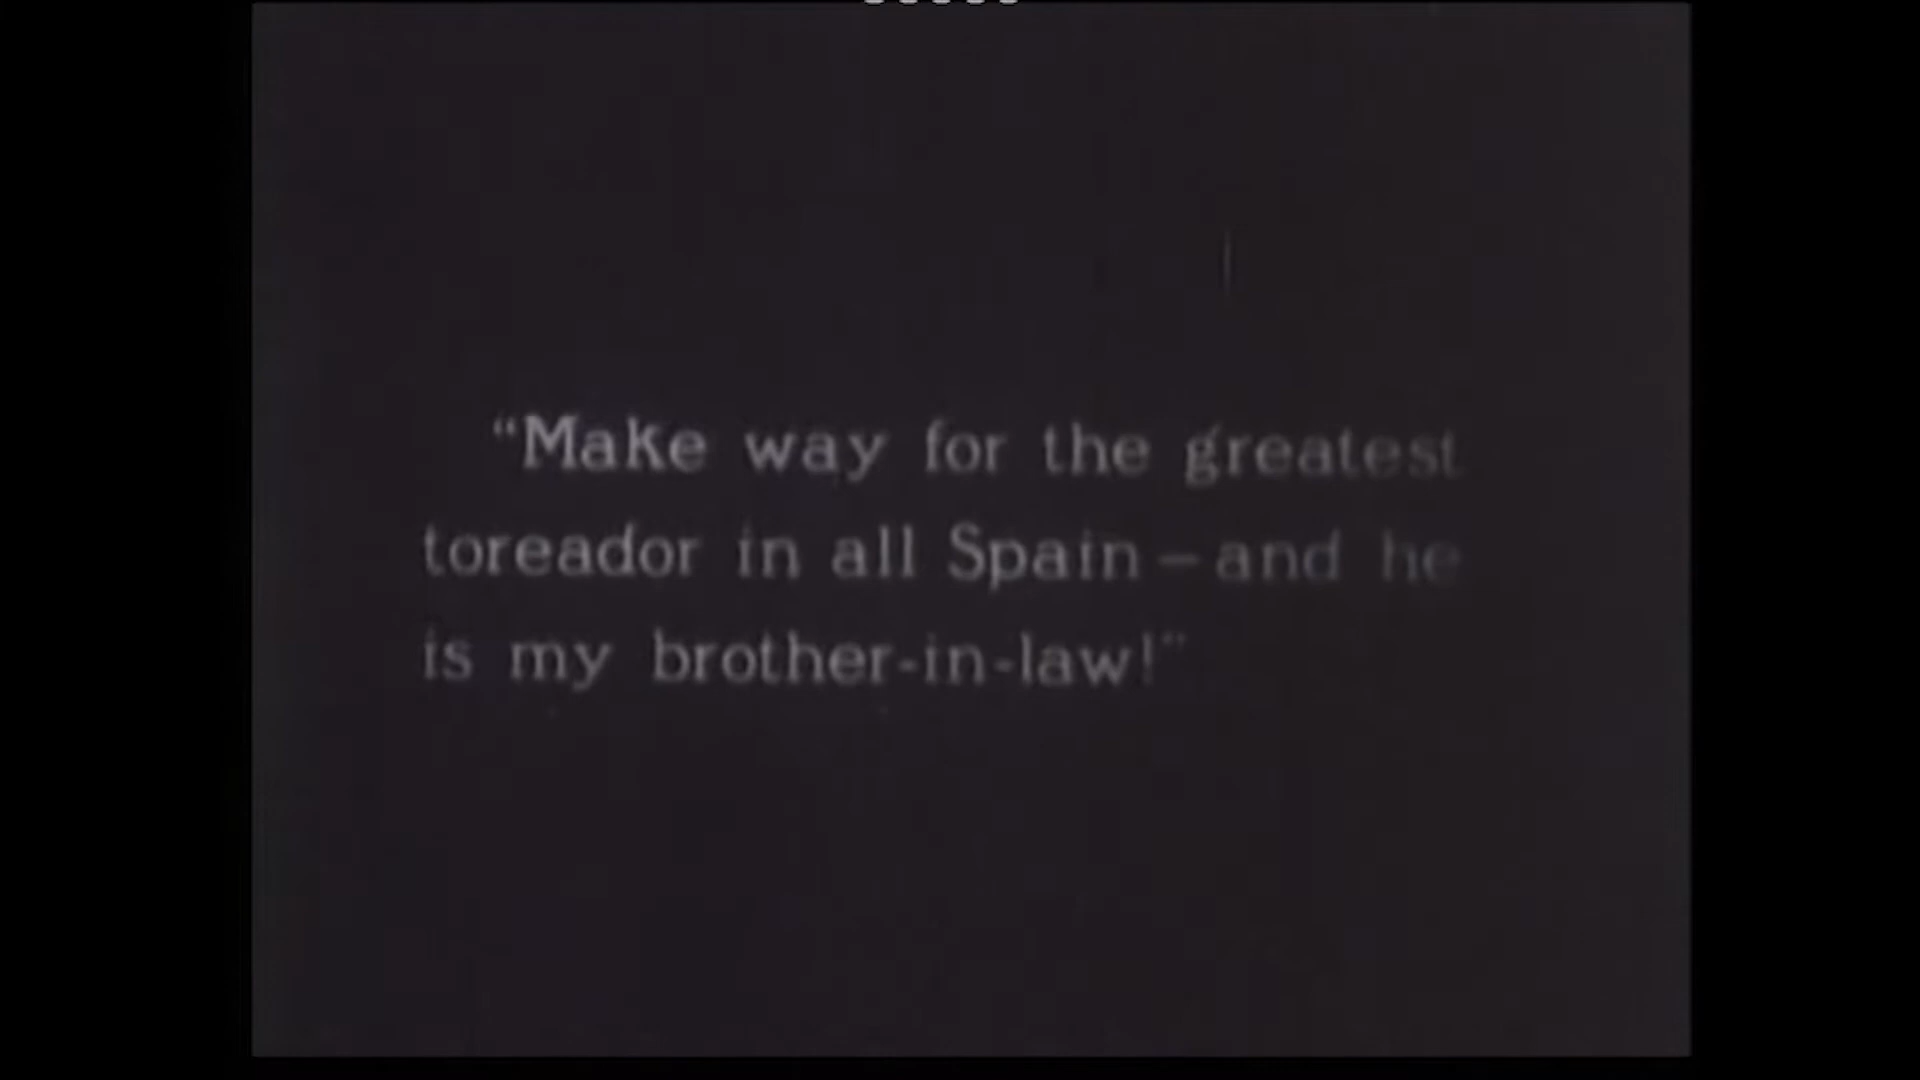 “Make way for the greatest
toreador in all Spain – and he
is my brother-in-law!”